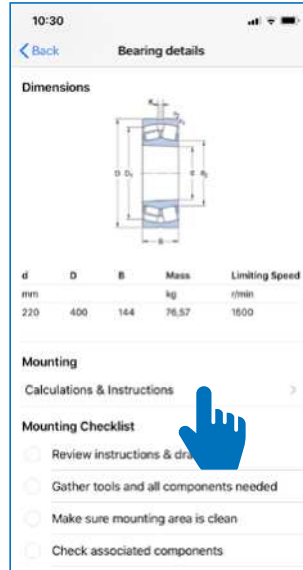 10:30
Back Bearing details
Dimensions
D D₁ d d₂
B
d D B Mass Limiting Speed
mm kg r/min
220 400 144 76,57 1600
Mounting
Calculations & Instructions
Mounting Checklist
Review instructions &
Gather tools and all components needed
Make sure mounting area is clean
Check associated components